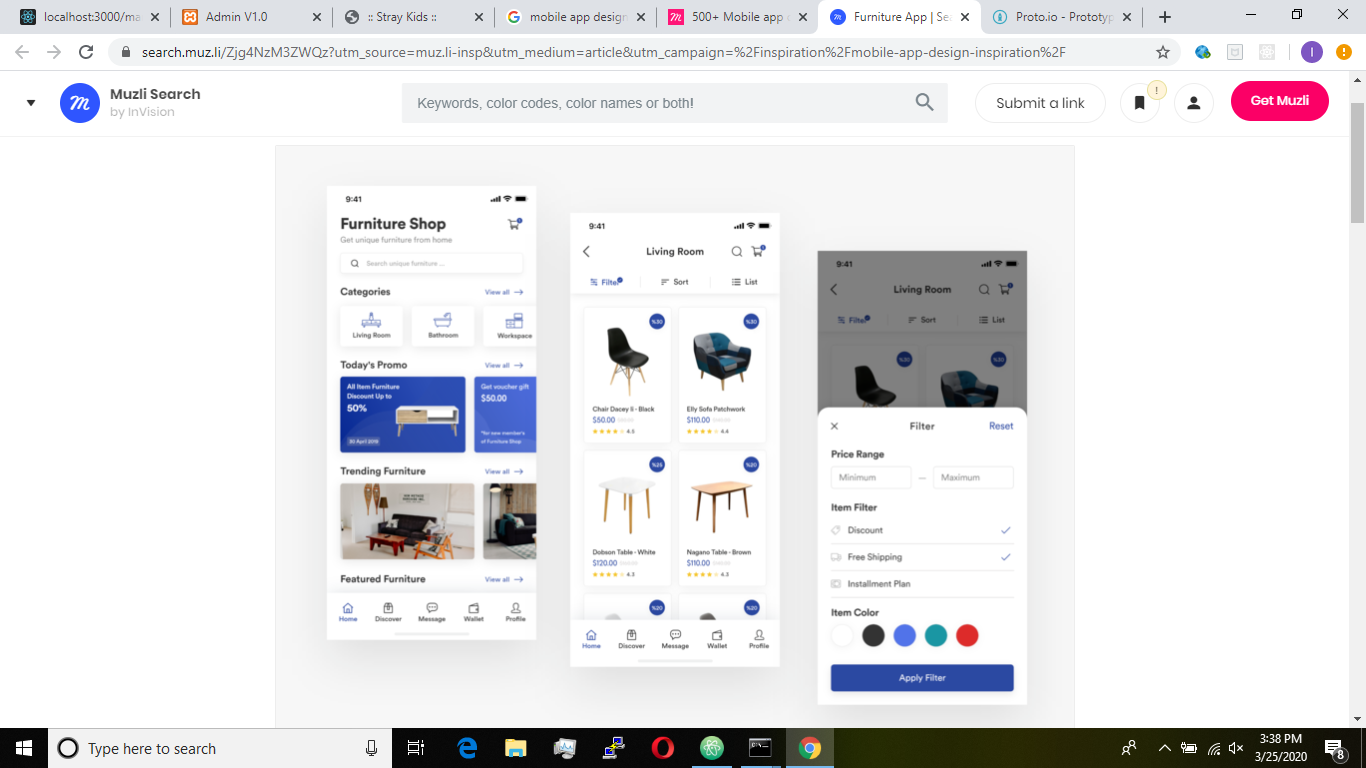 localhost:3000/ma
Admin V1.0
:: Stray Kids ::
mobile app design
500+ Mobile app
Furniture App | Se
Proto.io - Prototyp
search.muz.li/Zjg4NzM3ZWQz?utm_source=muz.li-insp&utm_medium=article&utm_campaign=%2Finspiration%2Fmobile-app-design-inspiration%2F
I
Muzli Search
by InVision
Keywords, color codes, color names or both!
Submit a link
!
Get Muzli
9:41
Furniture Shop
Get unique furniture from home
Search unique furniture ...
Categories
View all
Living Room
Bathroom
Workspace
Today's Promo
View all
All Item Furniture
Discount Up to
50%
30 April 2019
Get voucher gift
$50.00
*for new member's
of Furniture Shop
Trending Furniture
View all
Featured Furniture
View all
Home
Discover
Message
Wallet
Profile
9:41
Living Room
Filter
Sort
List
%30
%30
Chair Dacey li - Black
$50.00
4.5
Elly Sofa Patchwork
$110.00
4.6
%25
%20
Dobson Table - White
$120.00
4.3
Nagano Table - Brown
$110.00
4.3
%20
%20
Home
Discover
Message
Wallet
Profile
9:41
Living Room
Filter
Sort
List
%30
%30
Filter
Reset
Price Range
Minimum
Maximum
Item Filter
Discount
Free Shipping
Installment Plan
Item Color
Apply Filter
Type here to search
3:38 PM
3/25/2020
8